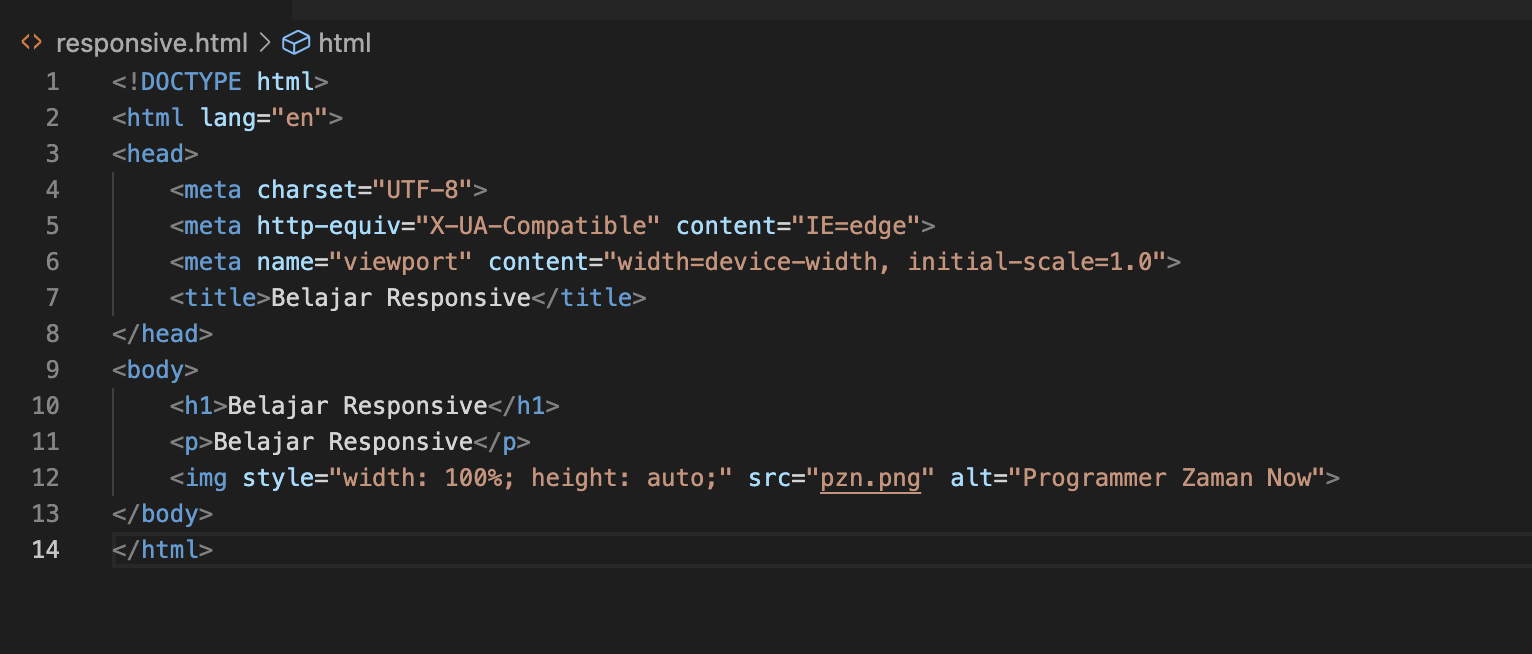 responsive.html > html
1 <!DOCTYPE html>
2 <html lang="en">
3 <head>
4     <meta charset="UTF-8">
5     <meta http-equiv="X-UA-Compatible" content="IE=edge">
6     <meta name="viewport" content="width=device-width, initial-scale=1.0">
7     <title>Belajar Responsive</title>
8 </head>
9 <body>
10     <h1>Belajar Responsive</h1>
11     <p>Belajar Responsive</p>
12     <img style="width: 100%; height: auto;" src="pzn.png" alt="Programmer Zaman Now">
13 </body>
14 </html>